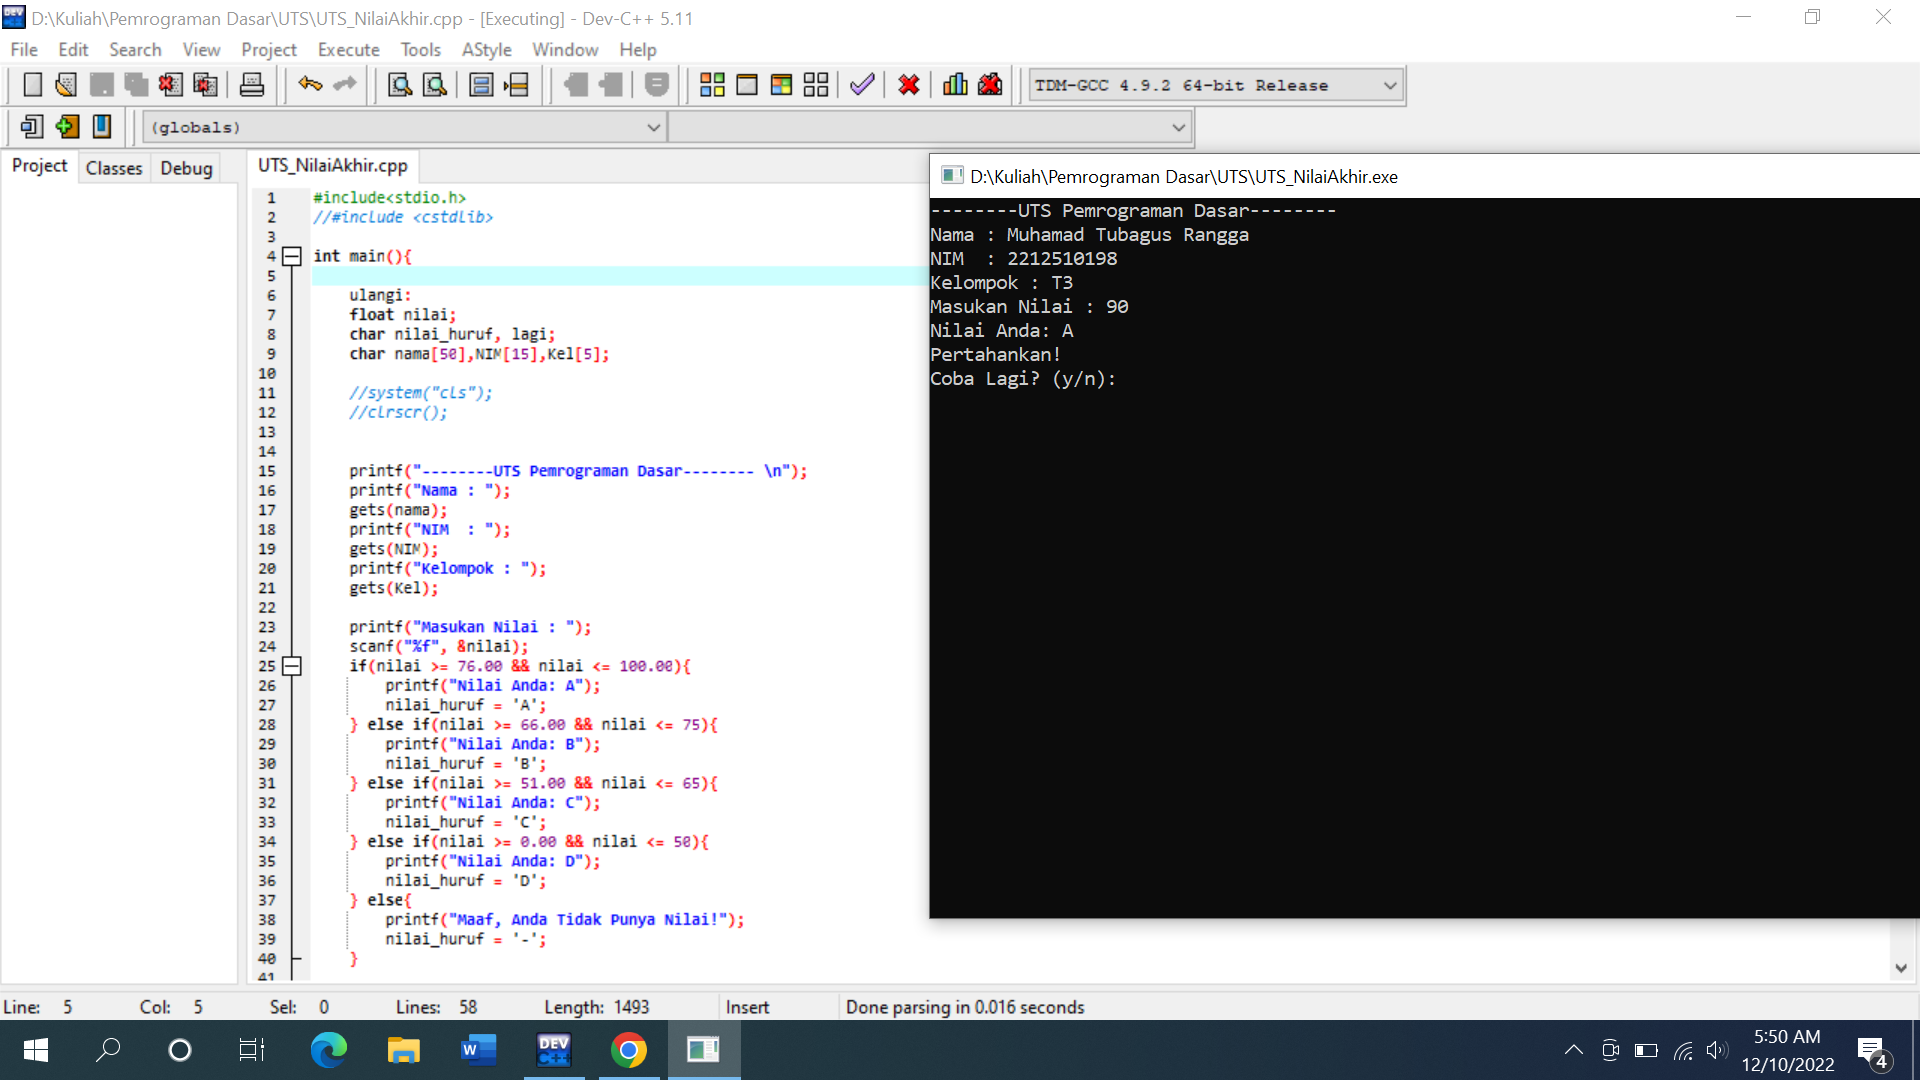 D:\Kuliah\Pemrograman Dasar\UTS\UTS_NilaiAkhir.cpp - [Executing] - Dev-C++ 5.11
File Edit Search View Project Execute Tools AStyle Window Help
TDM-GCC 4.9.2 64-bit Release
(globals)
Project Classes Debug
UTS_NilaiAkhir.cpp
1 #include<stdio.h>
2 //#include <cstdlib>
3
4 int main(){
5
6 ulangi:
7 float nilai;
8 char nilai_huruf, lagi;
9 char nama[50],NIM[15],Kel[5];
10
11 //system("cls");
12 //clrscr();
13
14
15 printf("--------UTS Pemrograman Dasar-------- \n");
16 printf("Nama : ");
17 gets(nama);
18 printf("NIM  : ");
19 gets(NIM);
20 printf("Kelompok : ");
21 gets(Kel);
22
23 printf("Masukan Nilai : ");
24 scanf("%f", &nilai);
25 if(nilai >= 76.00 && nilai <= 100.00){
26 printf("Nilai Anda: A");
27 nilai_huruf = 'A';
28 } else if(nilai >= 66.00 && nilai <= 75){
29 printf("Nilai Anda: B");
30 nilai_huruf = 'B';
31 } else if(nilai >= 51.00 && nilai <= 65){
32 printf("Nilai Anda: C");
33 nilai_huruf = 'C';
34 } else if(nilai >= 0.00 && nilai <= 50){
35 printf("Nilai Anda: D");
36 nilai_huruf = 'D';
37 } else{
38 printf("Maaf, Anda Tidak Punya Nilai!");
39 nilai_huruf = '-';
40 }
41
D:\Kuliah\Pemrograman Dasar\UTS\UTS_NilaiAkhir.exe
--------UTS Pemrograman Dasar--------
Nama : Muhamad Tubagus Rangga
NIM  : 2212510198
Kelompok : T3
Masukan Nilai : 90
Nilai Anda: A
Pertahankan!
Coba Lagi? (y/n):
Line: 5 Col: 5 Sel: 0 Lines: 58 Length: 1493 Insert Done parsing in 0.016 seconds
DEV
W
DEV C++
5:50 AM
12/10/2022
4